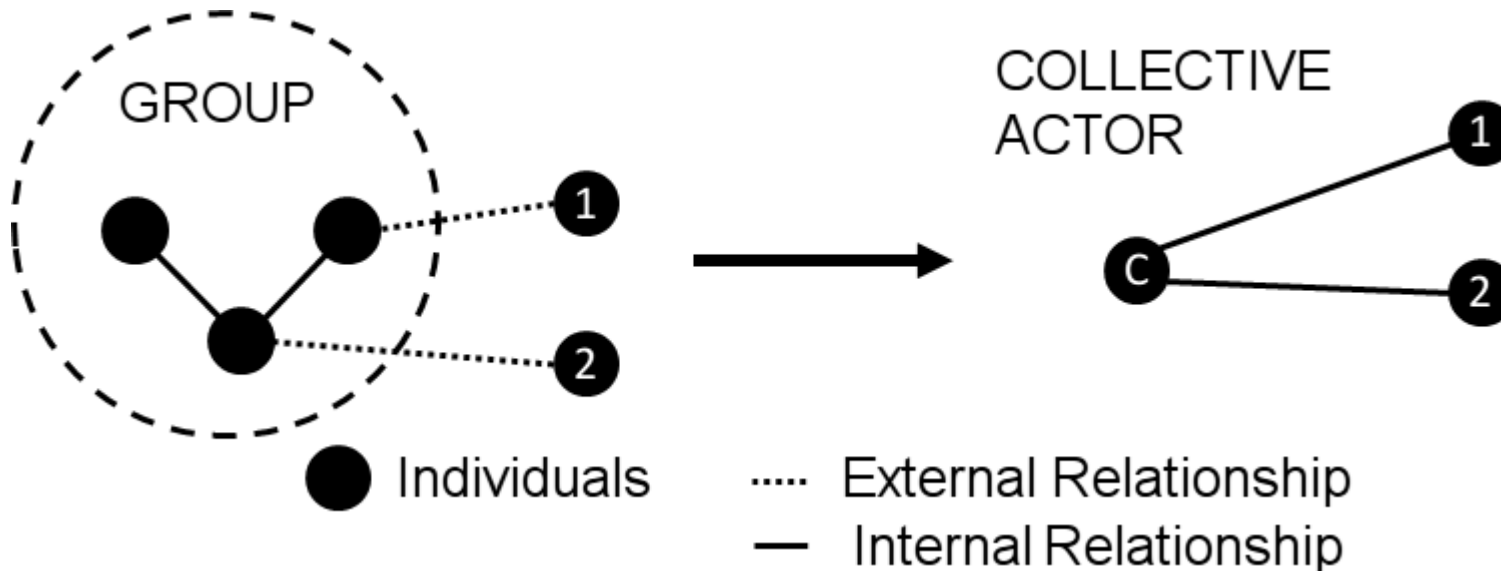 GROUP
1
2
COLLECTIVE
ACTOR
C
1
2
Individuals
External Relationship
Internal Relationship